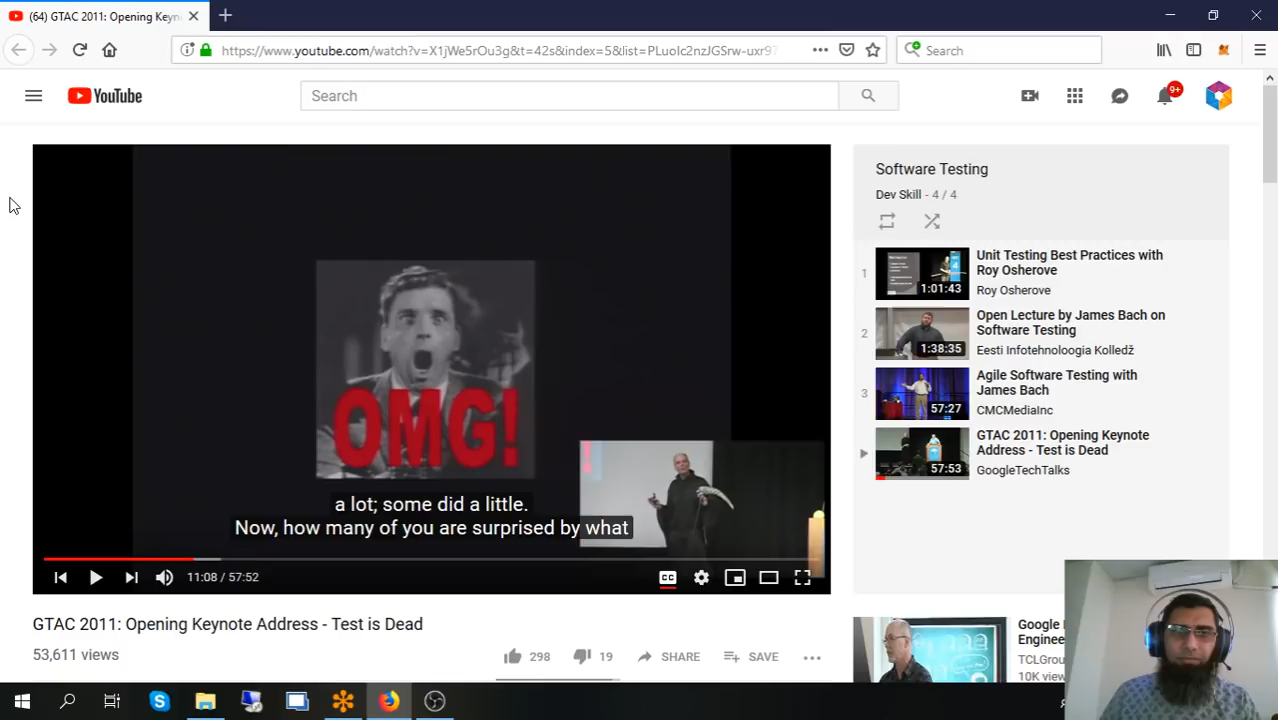 (64) GTAC 2011: Opening Keyn
https://www.youtube.com/watch?v=X1jWe5rOu3g&t=42s&index=5&list=PLuoIc2nzJGSrw-uxr97
Search
YouTube
Search
9+
OMG!
a lot; some did a little.
Now, how many of you are surprised by what
11:08 / 57:52
CC
GTAC 2011: Opening Keynote Address - Test is Dead
53,611 views
298
19
SHARE
SAVE
Software Testing
Dev Skill - 4 / 4
1
1:01:43
Unit Testing Best Practices with
Roy Osherove
Roy Osherove
2
1:38:35
Open Lecture by James Bach on
Software Testing
Eesti Infotehnoloogia Kolledž
3
57:27
Agile Software Testing with
James Bach
CMCMediaInc
57:53
GTAC 2011: Opening Keynote
Address - Test is Dead
GoogleTechTalks
Google
Engine
TCLGrou
10K view